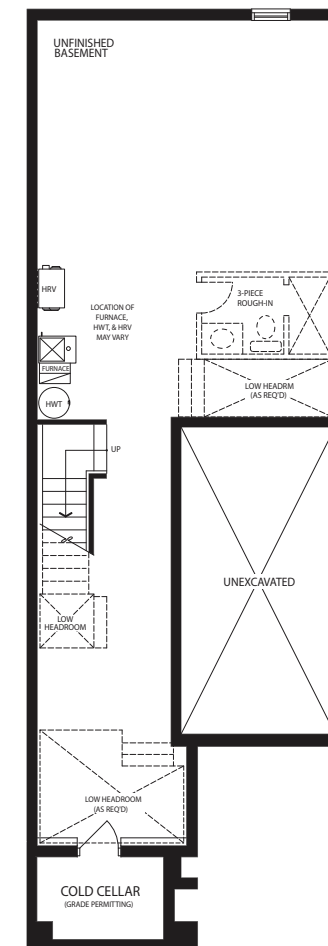 UNFINISHED
BASEMENT
HRV
LOCATION OF
FURNACE,
HWT, & HRV
MAY VARY
3-PIECE
ROUGH-IN
FURNACE
HWT
LOW HEADRM
(AS REQ'D)
UP
UNEXCAVATED
LOW
HEADROOM
LOW HEADROOM
(AS REQ'D)
COLD CELLAR
(GRADE PERMITTING)